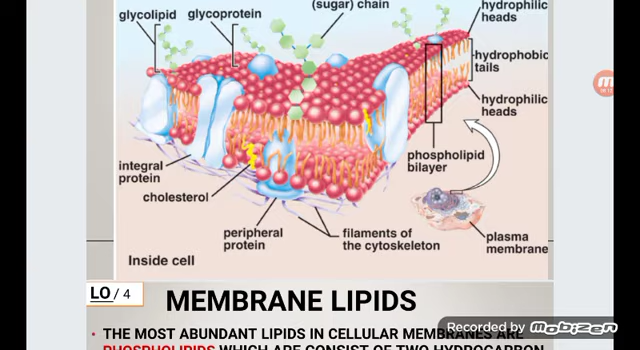 (sugar) chain
glycolipid
glycoprotein
hydrophilic
heads
hydrophobic
tails
hydrophilic
heads
phospholipid
bilayer
integral
protein
cholesterol
peripheral
protein
filaments of
the cytoskeleton
plasma
membrane
Inside cell
LO / 4
MEMBRANE LIPIDS
• THE MOST ABUNDANT LIPIDS IN CELLULAR MEMBRANES ARE
PHOSPHOLIPIDS WHICH ARE CONSIST OF TWO HYDROCARBON
Recorded by Mobizen